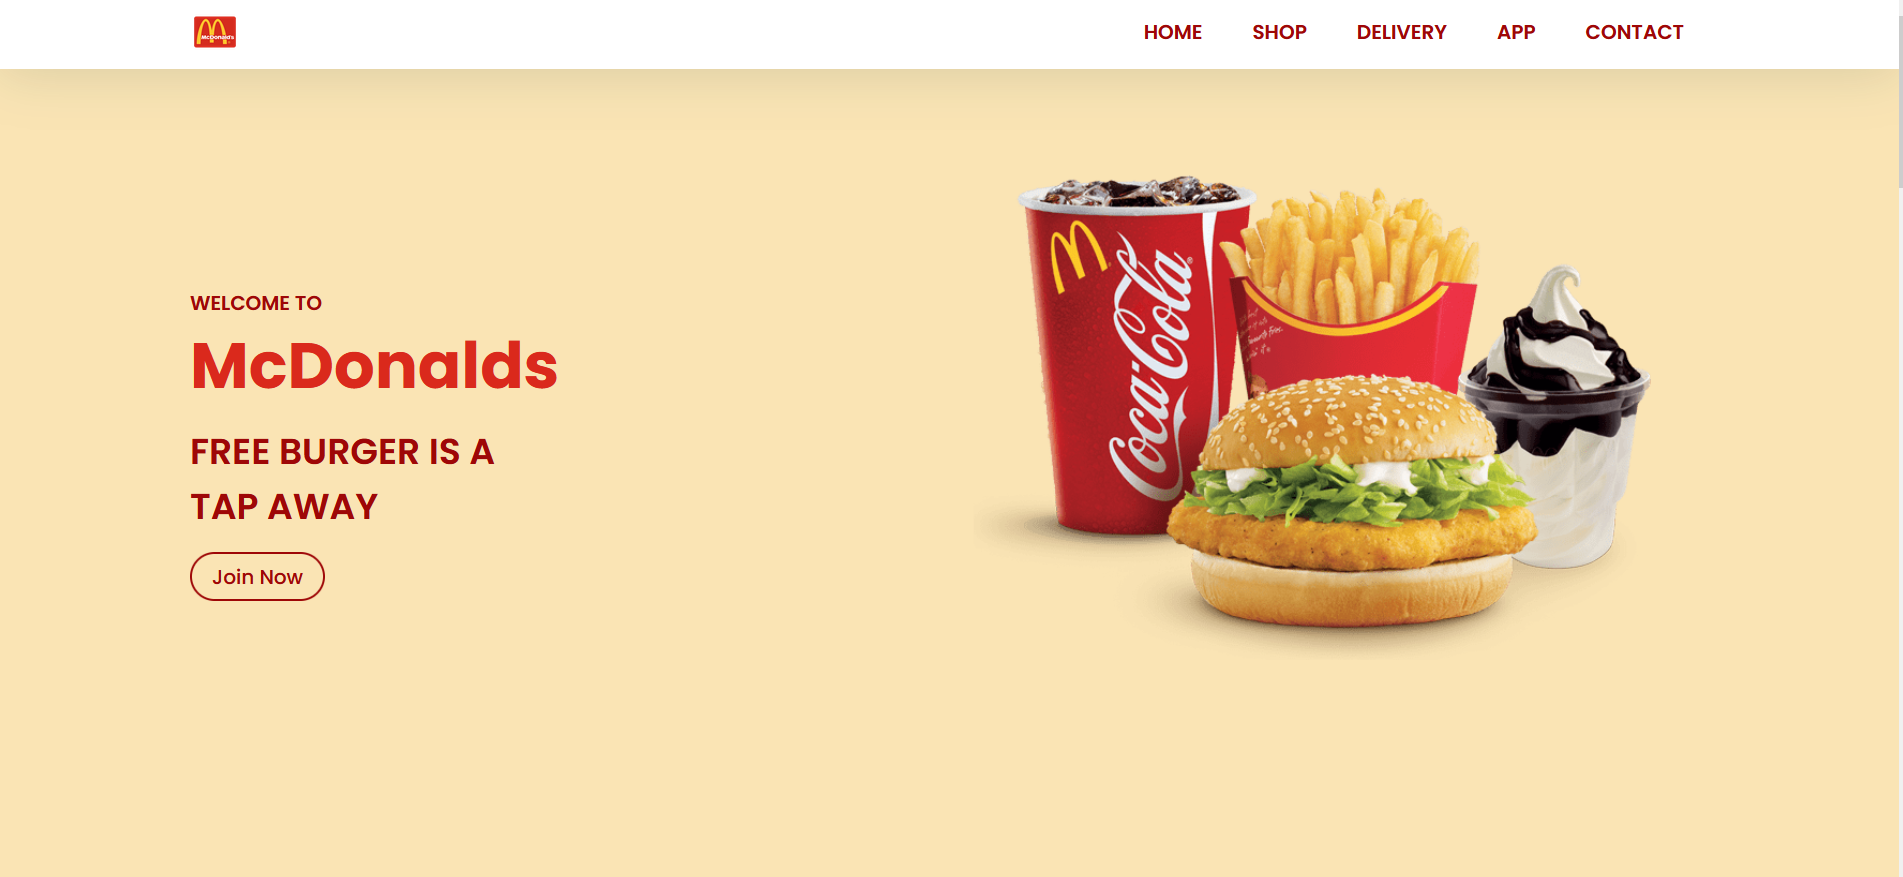 McDonald's
HOME SHOP DELIVERY APP CONTACT
WELCOME TO
McDonalds
FREE BURGER IS A
TAP AWAY
Join Now
Coca-Cola